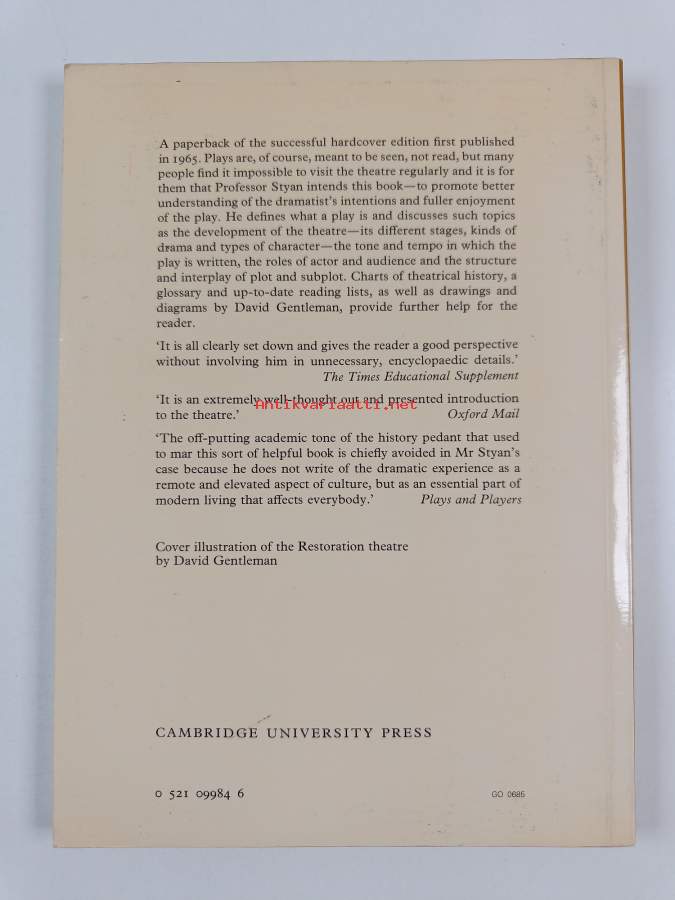 A paperback of the successful hardcover edition first published
in 1965. Plays are, of course, meant to be seen, not read, but many
people find it impossible to visit the theatre regularly and it is for
them that Professor Styan intends this book—to promote better
understanding of the dramatist's intentions and fuller enjoyment
of the play. He defines what a play is and discusses such topics
as the development of the theatre—its different stages, kinds of
drama and types of character—the tone and tempo in which the
play is written, the roles of actor and audience and the structure
and interplay of plot and subplot. Charts of theatrical history, a
glossary and up-to-date reading lists, as well as drawings and
diagrams by David Gentleman, provide further help for the
reader.
‘It is all clearly set down and gives the reader a good perspective
without involving him in unnecessary, encyclopaedic details.’
The Times Educational Supplement
‘It is an extremely well-thought out and presented introduction
Antikvariaatti.net
to the theatre.’ Oxford Mail
‘The off-putting academic tone of the history pedant that used
to mar this sort of helpful book is chiefly avoided in Mr Styan's
case because he does not write of the dramatic experience as a
remote and elevated aspect of culture, but as an essential part of
modern living that affects everybody.’ Plays and Players
Cover illustration of the Restoration theatre
by David Gentleman
CAMBRIDGE UNIVERSITY PRESS
0 521 09984 6 GO 0685